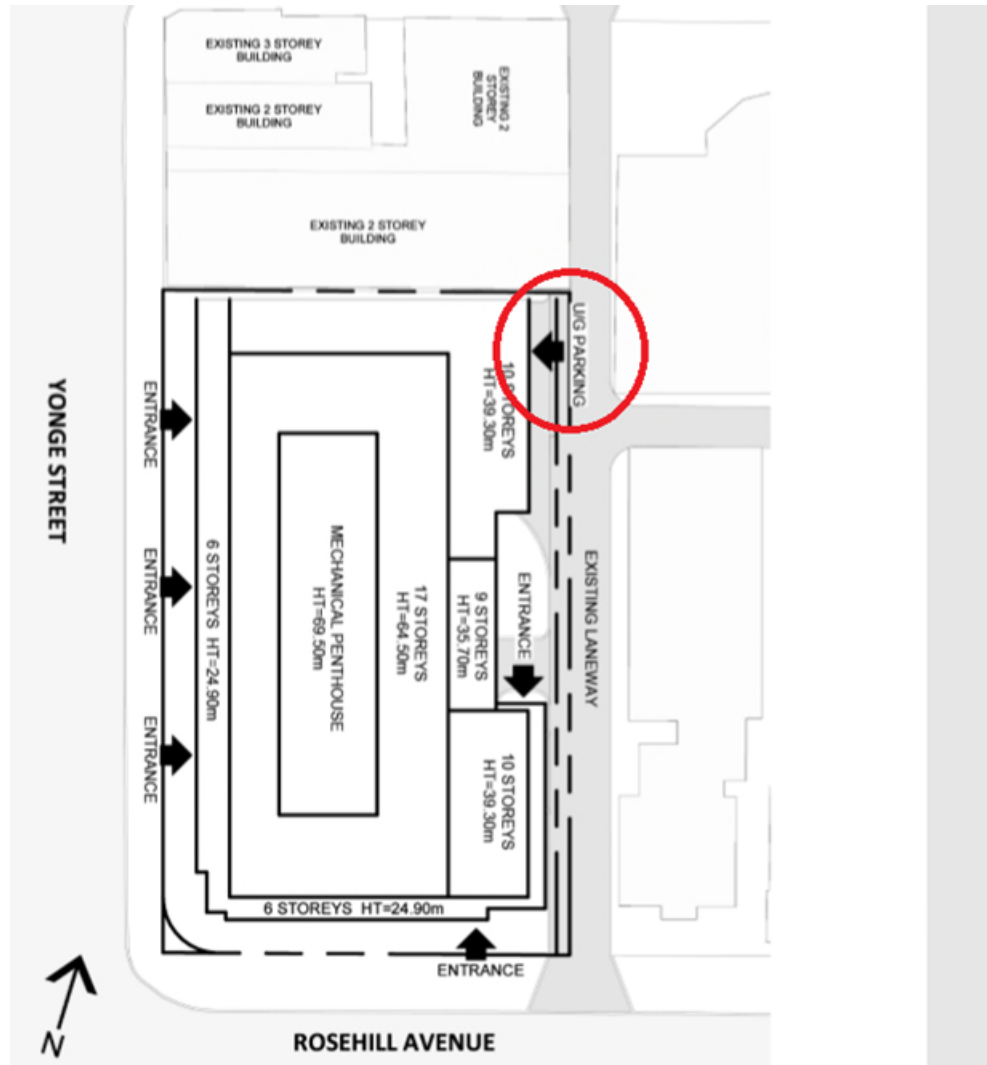 EXISTING 3 STOREY
BUILDING
EXISTING 2 STOREY
BUILDING
EXISTING 2
STOREY
BUILDING
EXISTING 2 STOREY
BUILDING
U/G PARKING
10 STOREYS
HT=39.30m
YONGE STREET
ENTRANCE
ENTRANCE
ENTRANCE
6 STOREYS HT=24.90m
MECHANICAL PENTHOUSE
HT=69.50m
17 STOREYS
HT=64.50m
9 STOREYS
HT=35.70m
ENTRANCE
EXISTING LANEWAY
10 STOREYS
HT=39.30m
6 STOREYS HT=24.90m
ENTRANCE
N
ROSEHILL AVENUE